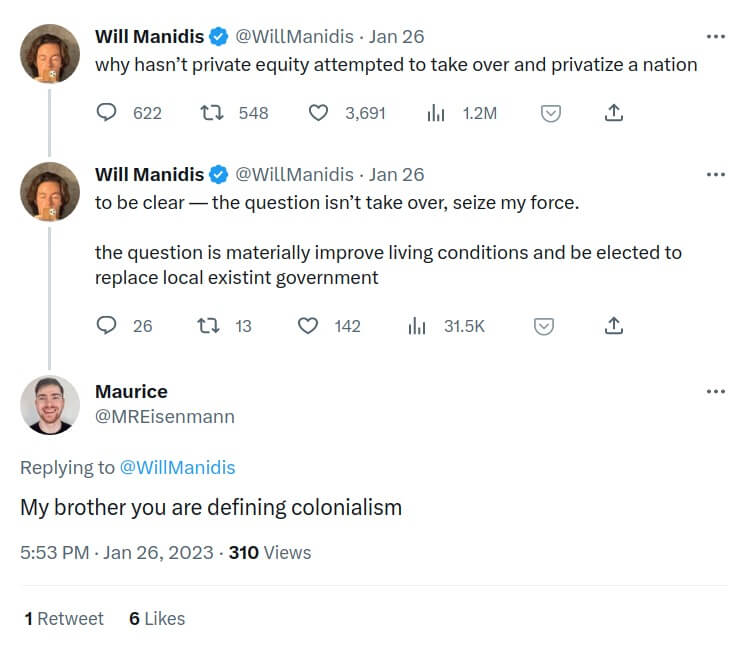 Will Manidis @WillManidis · Jan 26
why hasn’t private equity attempted to take over and privatize a nation
622 548 3,691 1.2M
Will Manidis @WillManidis · Jan 26
to be clear — the question isn’t take over, seize my force.
the question is materially improve living conditions and be elected to
replace local existint government
26 13 142 31.5K
Maurice
@MREisenmann
Replying to @WillManidis
My brother you are defining colonialism
5:53 PM · Jan 26, 2023 · 310 Views
1 Retweet 6 Likes